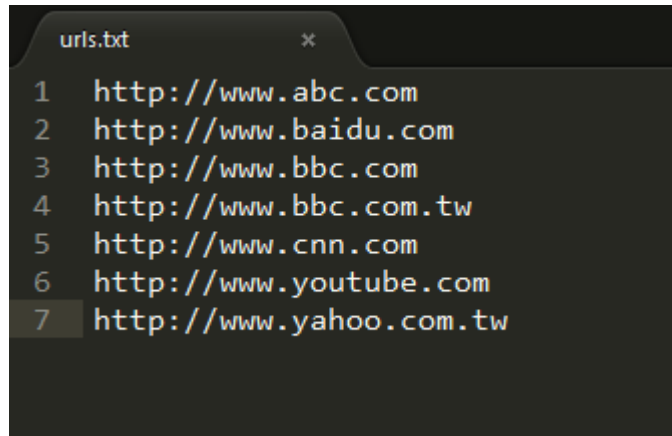 urls.txt ×
1 http://www.abc.com
2 http://www.baidu.com
3 http://www.bbc.com
4 http://www.bbc.com.tw
5 http://www.cnn.com
6 http://www.youtube.com
7 http://www.yahoo.com.tw